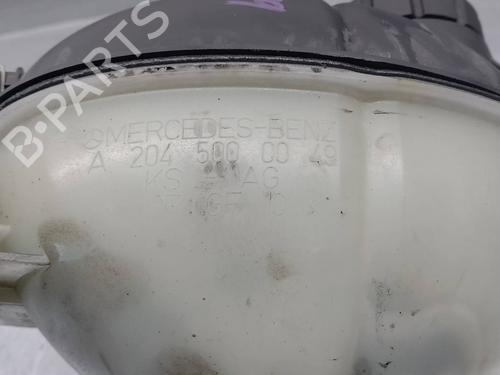 MERCEDES-BENZ
A 204 500 00 49
KS AG
B-PARTS